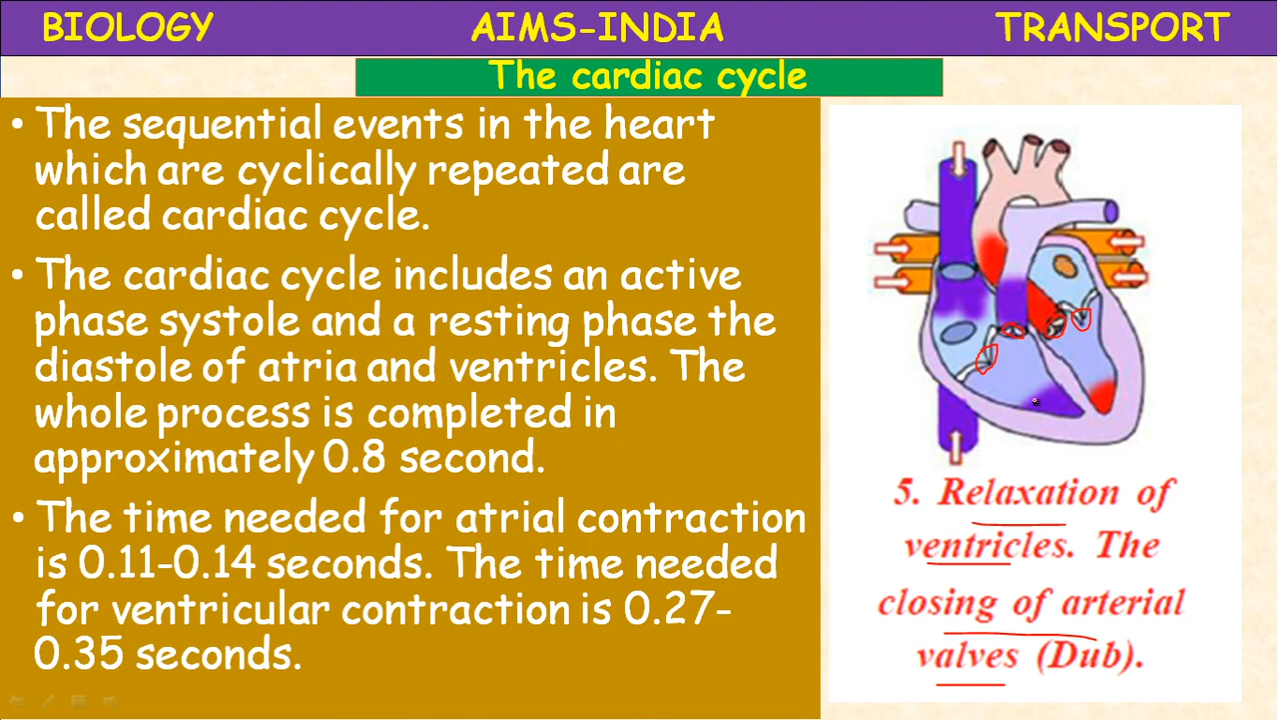 BIOLOGY AIMS-INDIA TRANSPORT
The cardiac cycle
• The sequential events in the heart
which are cyclically repeated are
called cardiac cycle.
• The cardiac cycle includes an active
phase systole and a resting phase the
diastole of atria and ventricles. The
whole process is completed in
approximately 0.8 second.
• The time needed for atrial contraction
is 0.11-0.14 seconds. The time needed
for ventricular contraction is 0.27-
0.35 seconds.
5. Relaxation of
ventricles. The
closing of arterial
valves (Dub).